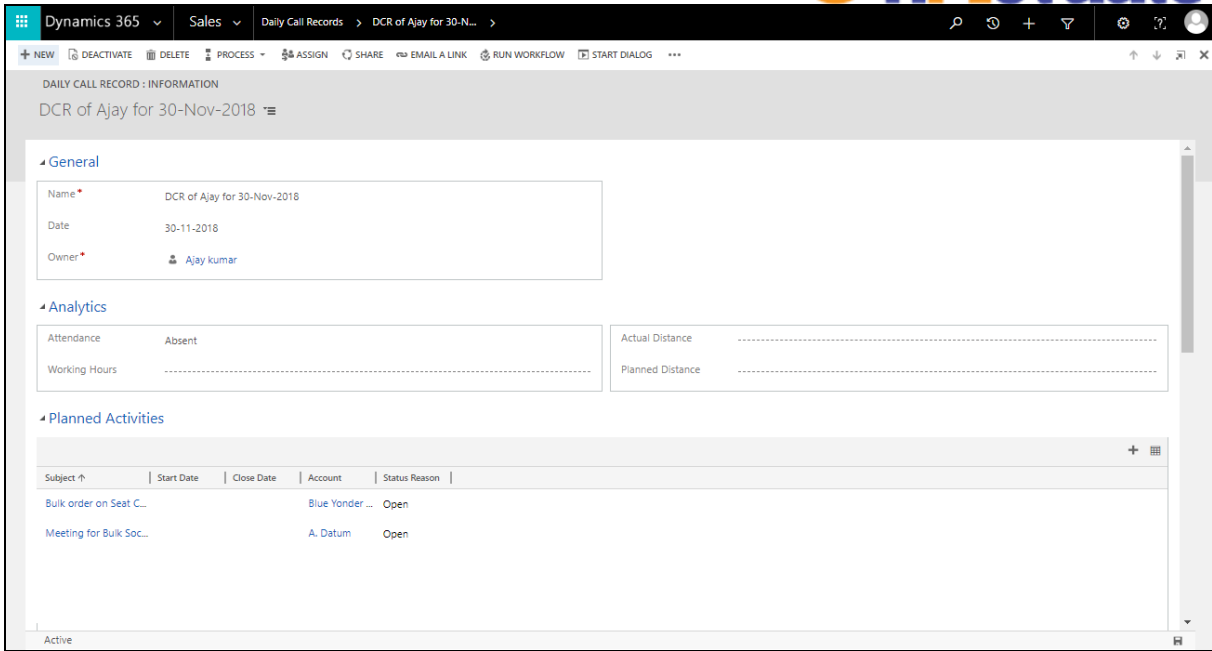 Dynamics 365 Sales Daily Call Records > DCR of Ajay for 30-N... >
+ NEW DEACTIVATE DELETE PROCESS ASSIGN SHARE EMAIL A LINK RUN WORKFLOW START DIALOG ...
DAILY CALL RECORD : INFORMATION
DCR of Ajay for 30-Nov-2018
General
Name* DCR of Ajay for 30-Nov-2018
Date 30-11-2018
Owner* Ajay kumar
Analytics
Attendance Absent Actual Distance
Working Hours Planned Distance
Planned Activities
Subject ↑ Start Date Close Date Account Status Reason
Bulk order on Seat C... Blue Yonder ... Open
Meeting for Bulk Soc... A. Datum Open
Active